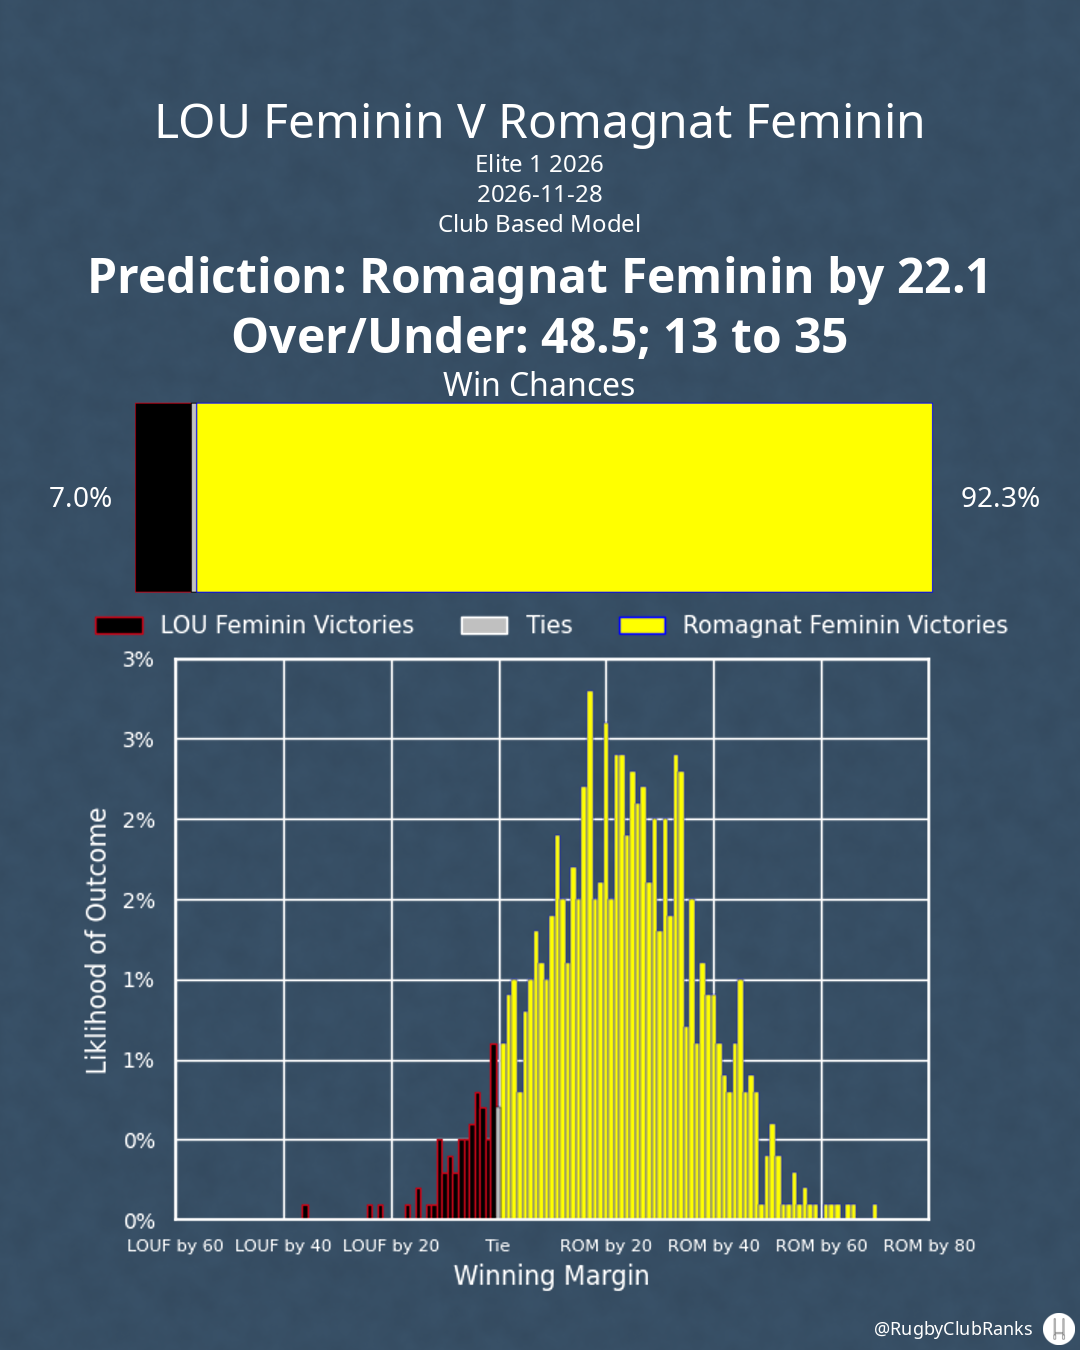 LOU Feminin V Romagnat Feminin
Elite 1 2026
2026-11-28
Club Based Model
Prediction: Romagnat Feminin by 22.1
Over/Under: 48.5; 13 to 35
Win Chances
7.0%
92.3%
LOU Feminin Victories
Ties
Romagnat Feminin Victories
3%
3%
2%
2%
1%
1%
0%
0%
Liklihood of Outcome
LOUF by 60
LOUF by 40
LOUF by 20
Tie
ROM by 20
ROM by 40
ROM by 60
ROM by 80
Winning Margin
@RugbyClubRanks